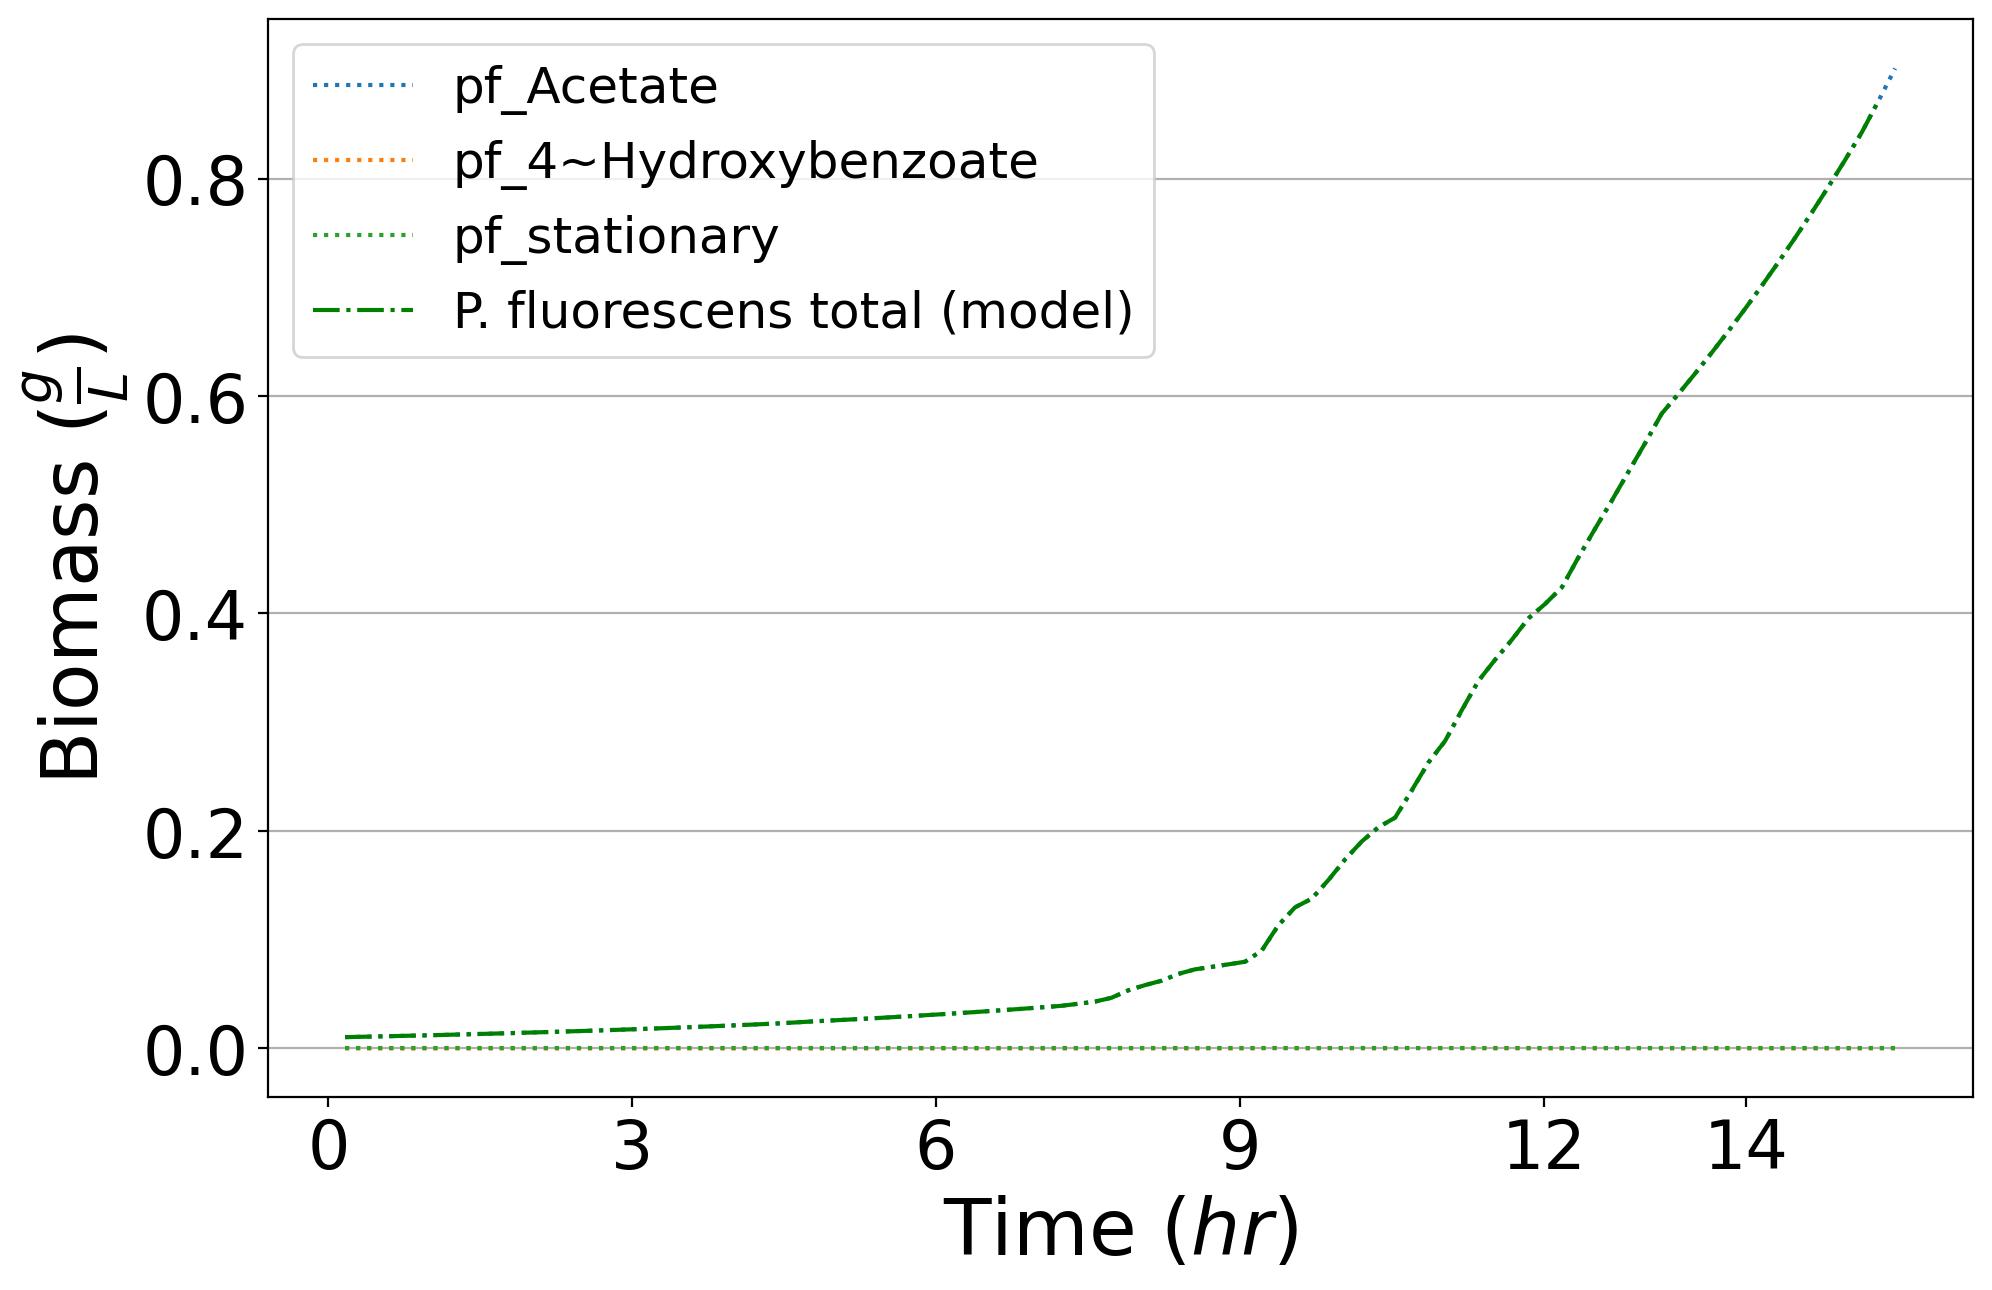 pf_Acetate
pf_4~Hydroxybenzoate
pf_stationary
P. fluorescens total (model)
Biomass (g/L)
0.8
0.6
0.4
0.2
0.0
0 3 6 9 12 14
Time (hr)